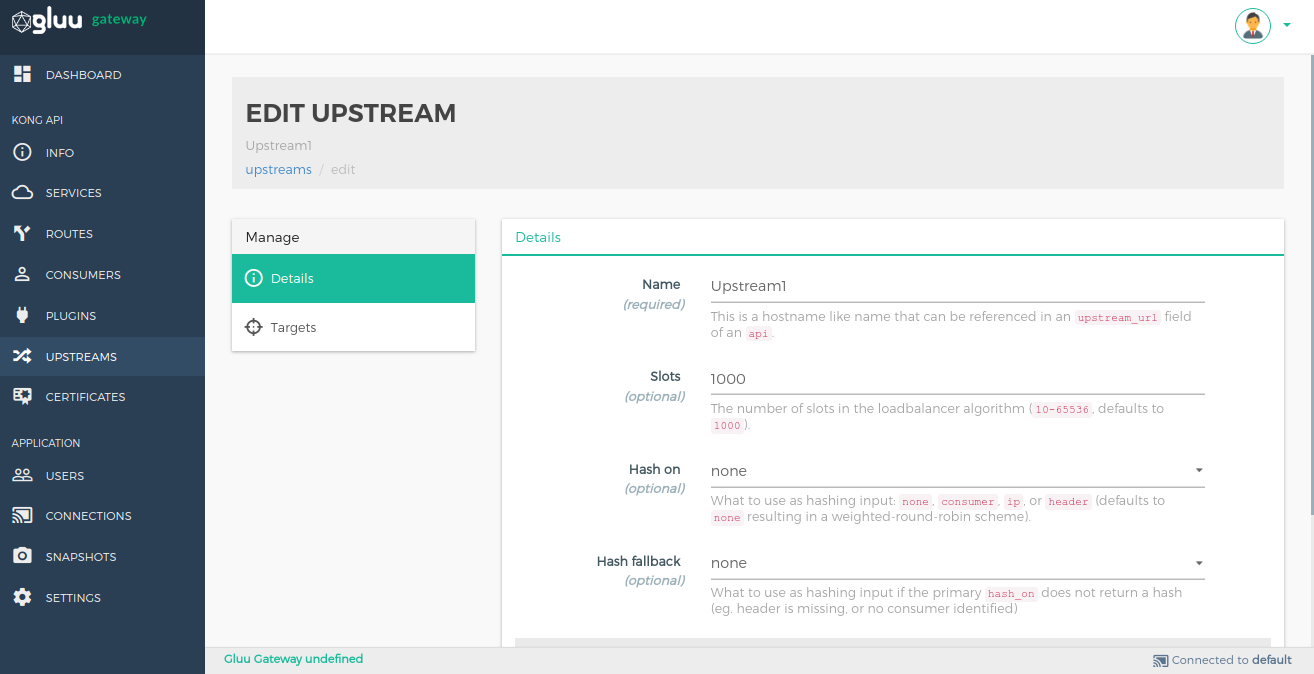 gluu gateway
DASHBOARD
KONG API
INFO
SERVICES
ROUTES
CONSUMERS
PLUGINS
UPSTREAMS
CERTIFICATES
APPLICATION
USERS
CONNECTIONS
SNAPSHOTS
SETTINGS
EDIT UPSTREAM
Upstream1
upstreams / edit
Manage
Details
Targets
Details
Name
(required)
Upstream1
This is a hostname like name that can be referenced in an upstream_url field
of an api.
Slots
(optional)
1000
The number of slots in the loadbalancer algorithm (10-65536, defaults to
1000).
Hash on
(optional)
none
What to use as hashing input: none, consumer, ip, or header (defaults to
none resulting in a weighted-round-robin scheme).
Hash fallback
(optional)
none
What to use as hashing input if the primary hash_on does not return a hash
(eg. header is missing, or no consumer identified)
Gluu Gateway undefined
Connected to default